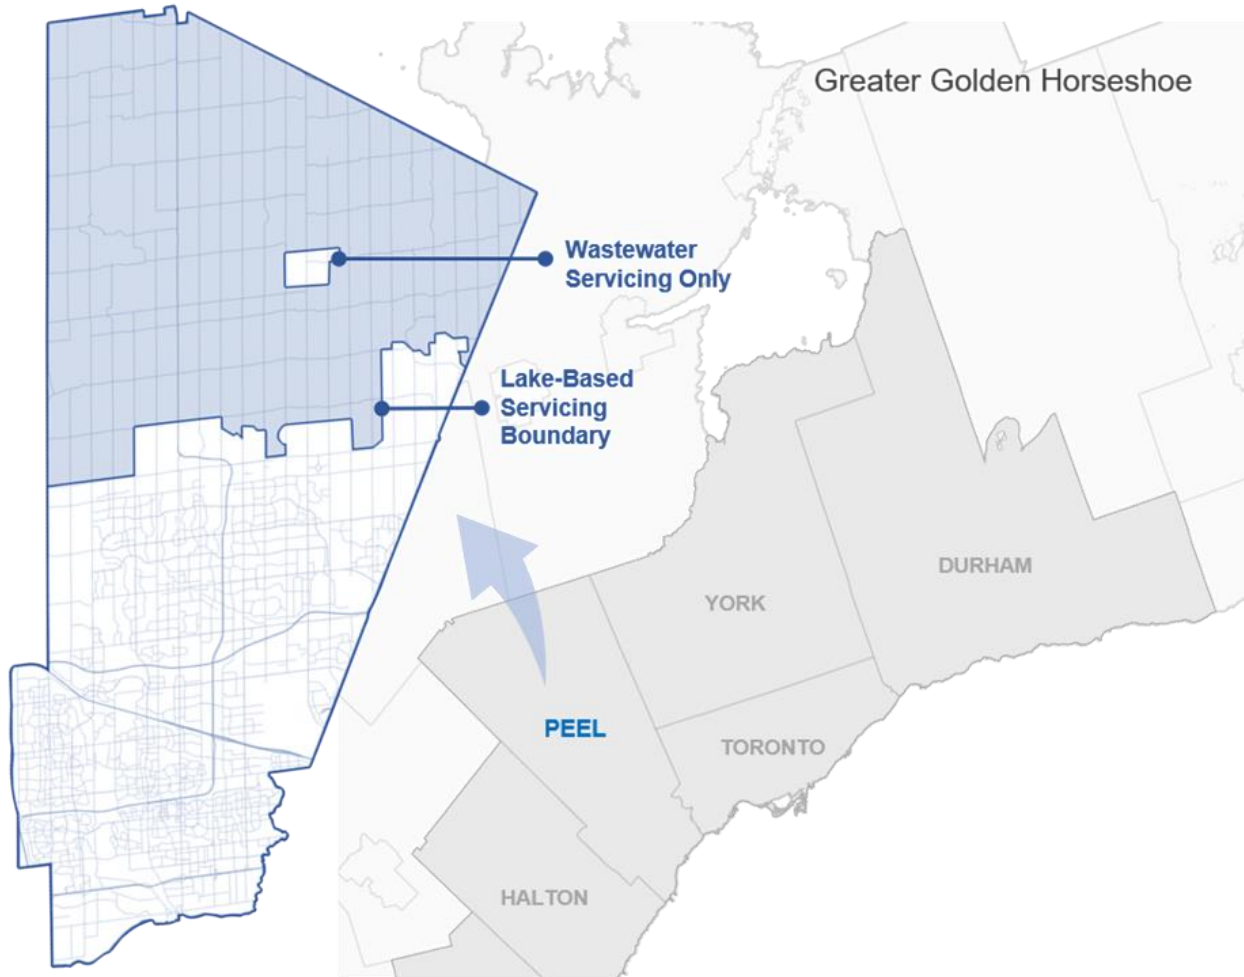 Greater Golden Horseshoe
Wastewater
Servicing Only
Lake-Based
Servicing
Boundary
DURHAM
YORK
PEEL
TORONTO
HALTON